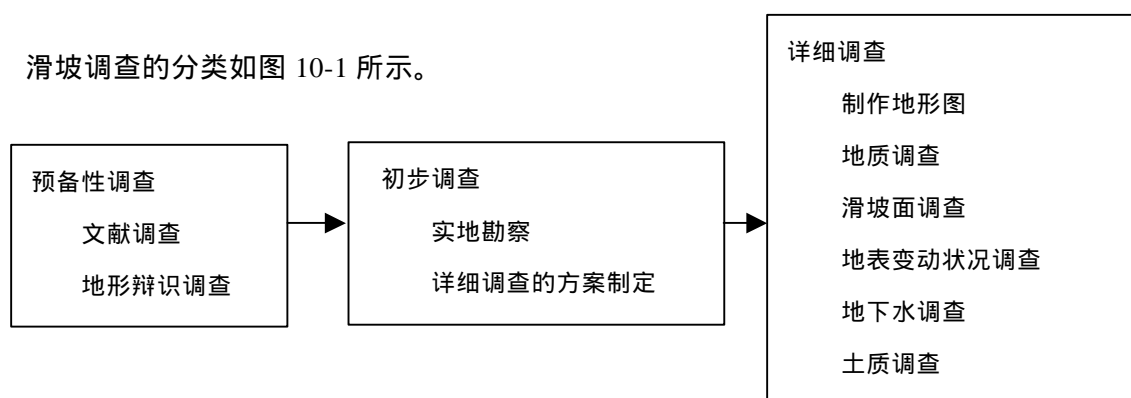 滑坡调查的分类如图 10-1 所示。
预备性调查
文献调查
地形辩识调查
初步调查
实地勘察
详细调查的方案制定
详细调查
制作地形图
地质调查
滑坡面调查
地表变动状况调查
地下水调查
土质调查